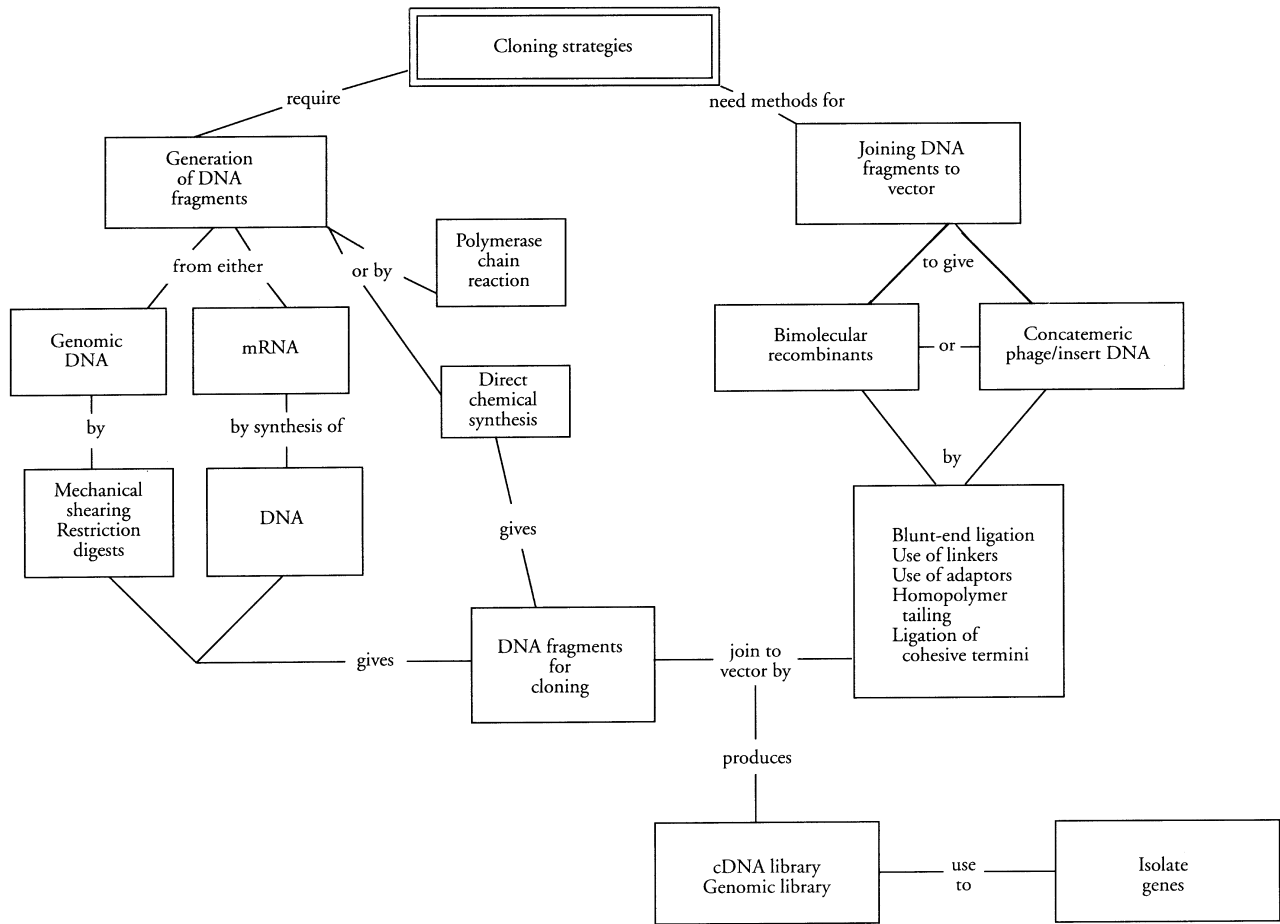 Cloning strategies
require
need methods for
Generation
of DNA
fragments
Joining DNA
fragments to
vector
from either
or by
Polymerase
chain
reaction
to give
Genomic
DNA
mRNA
Bimolecular
recombinants
or
Concatemeric
phage/insert DNA
by
by synthesis of
Direct
chemical
synthesis
by
Mechanical
shearing
Restriction
digests
DNA
gives
Blunt-end ligation
Use of linkers
Use of adaptors
Homopolymer
tailing
Ligation of
cohesive termini
gives
DNA fragments
for
cloning
join to
vector by
produces
cDNA library
Genomic library
use
to
Isolate
genes